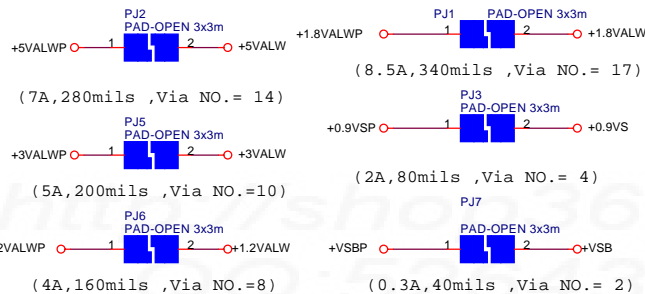 PJ2
PAD-OPEN 3x3m
+5VALWP 1 2 +5VALW
(7A,280mils ,Via NO.= 14)
PJ5
PAD-OPEN 3x3m
+3VALWP 1 2 +3VALW
(5A,200mils ,Via NO.=10)
PJ6
PAD-OPEN 3x3m
2VALWP 1 2 +1.2VALW
(4A,160mils ,Via NO.=8)
PJ1 PAD-OPEN 3x3m
+1.8VALWP 1 2 +1.8VALW
(8.5A,340mils ,Via NO.= 17)
PJ3
PAD-OPEN 3x3m
+0.9VSP 1 2 +0.9VS
(2A,80mils ,Via NO.= 4)
PJ7
PAD-OPEN 3x3m
+VSBP 1 2 +VSB
(0.3A,40mils ,Via NO.= 2)